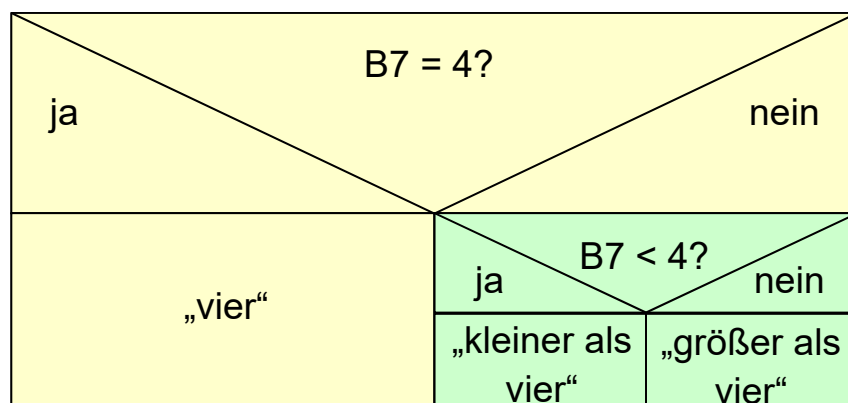 B7 = 4?
ja
nein
„vier“
B7 < 4?
ja
nein
„kleiner als
vier“
„größer als
vier“